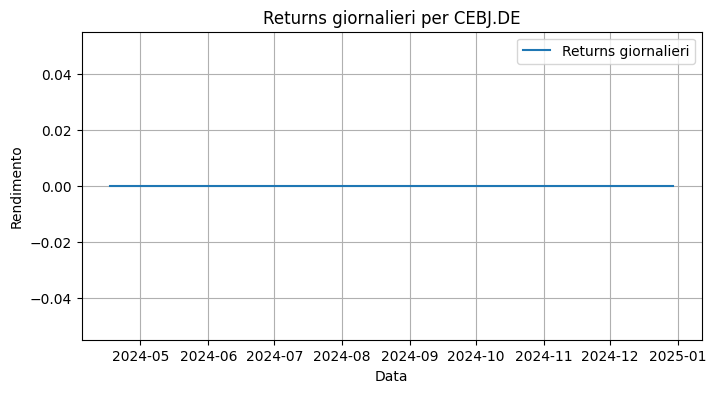 Returns giornalieri per CEBJ.DE
Returns giornalieri
0.04
0.02
0.00
−0.02
−0.04
Rendimento
2024-05 2024-06 2024-07 2024-08 2024-09 2024-10 2024-11 2024-12 2025-01
Data